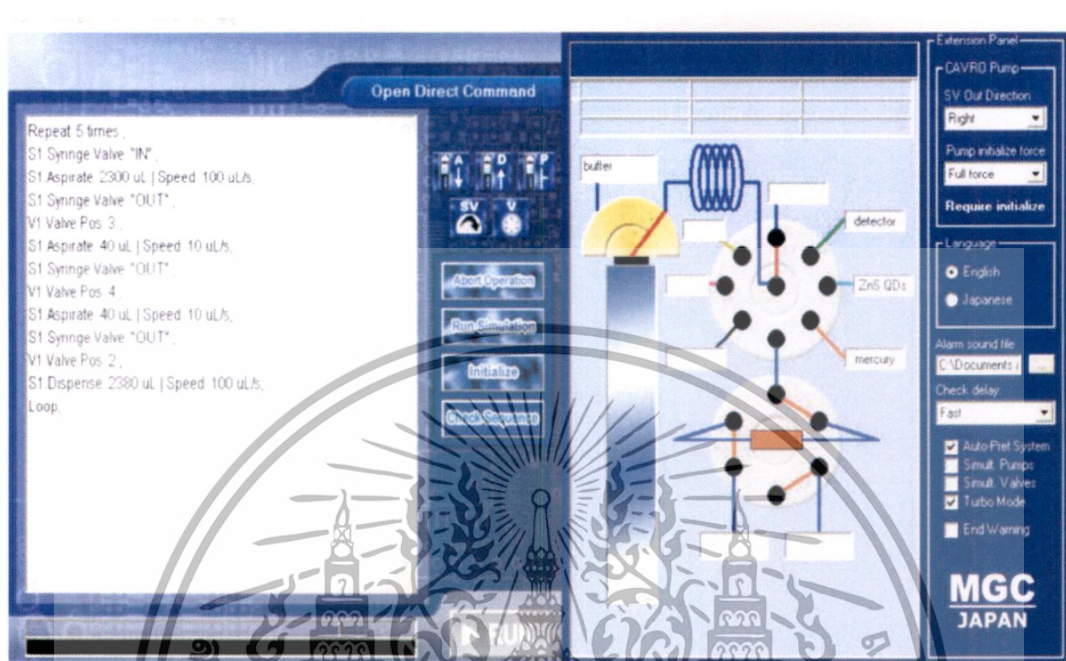 Open Direct Command
Repeat 5 times ,
S1 Syringe Valve "IN" ,
S1 Aspirate 2300 uL | Speed 100 uL/s,
S1 Syringe Valve "OUT" ,
V1 Valve Pos 3 ,
S1 Aspirate 40 uL | Speed 10 uL/s,
S1 Syringe Valve "OUT" ,
V1 Valve Pos 4 ,
S1 Aspirate 40 uL | Speed 10 uL/s,
S1 Syringe Valve "OUT" ,
V1 Valve Pos 2 ,
S1 Dispense 2380 uL | Speed 100 uL/s,
Loop,
A
D
P
SV
V
Abort Operation
Run Simulation
Initialize
Check Sequence
RUN
buffer
detector
ZnS QDs
mercury
Extension Panel
CAVRO Pump
SV Out Direction
Right
Pump initialize force
Full force
Require initialize
Language
English
Japanese
Alarm sound file
C:\Documents
...
Check delay:
Fast
Auto-Pret System
Simult. Pumps
Simult. Valves
Turbo Mode
End Warning
MGC
JAPAN